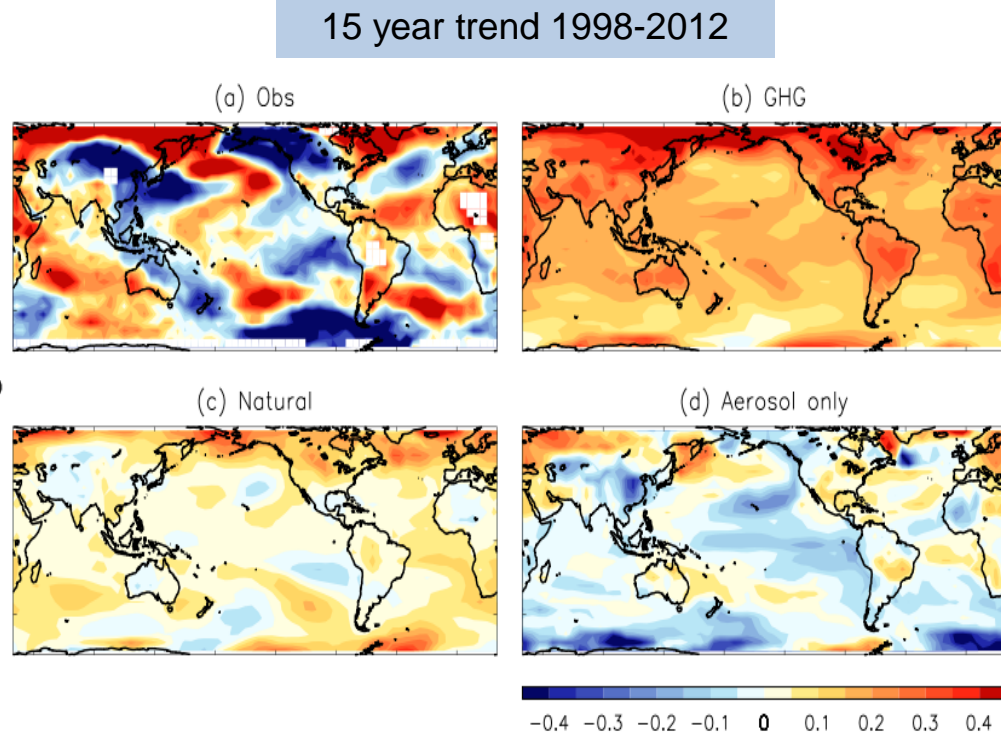 15 year trend 1998-2012
(a) Obs
(b) GHG
(c) Natural
(d) Aerosol only
-0.4 -0.3 -0.2 -0.1 0 0.1 0.2 0.3 0.4